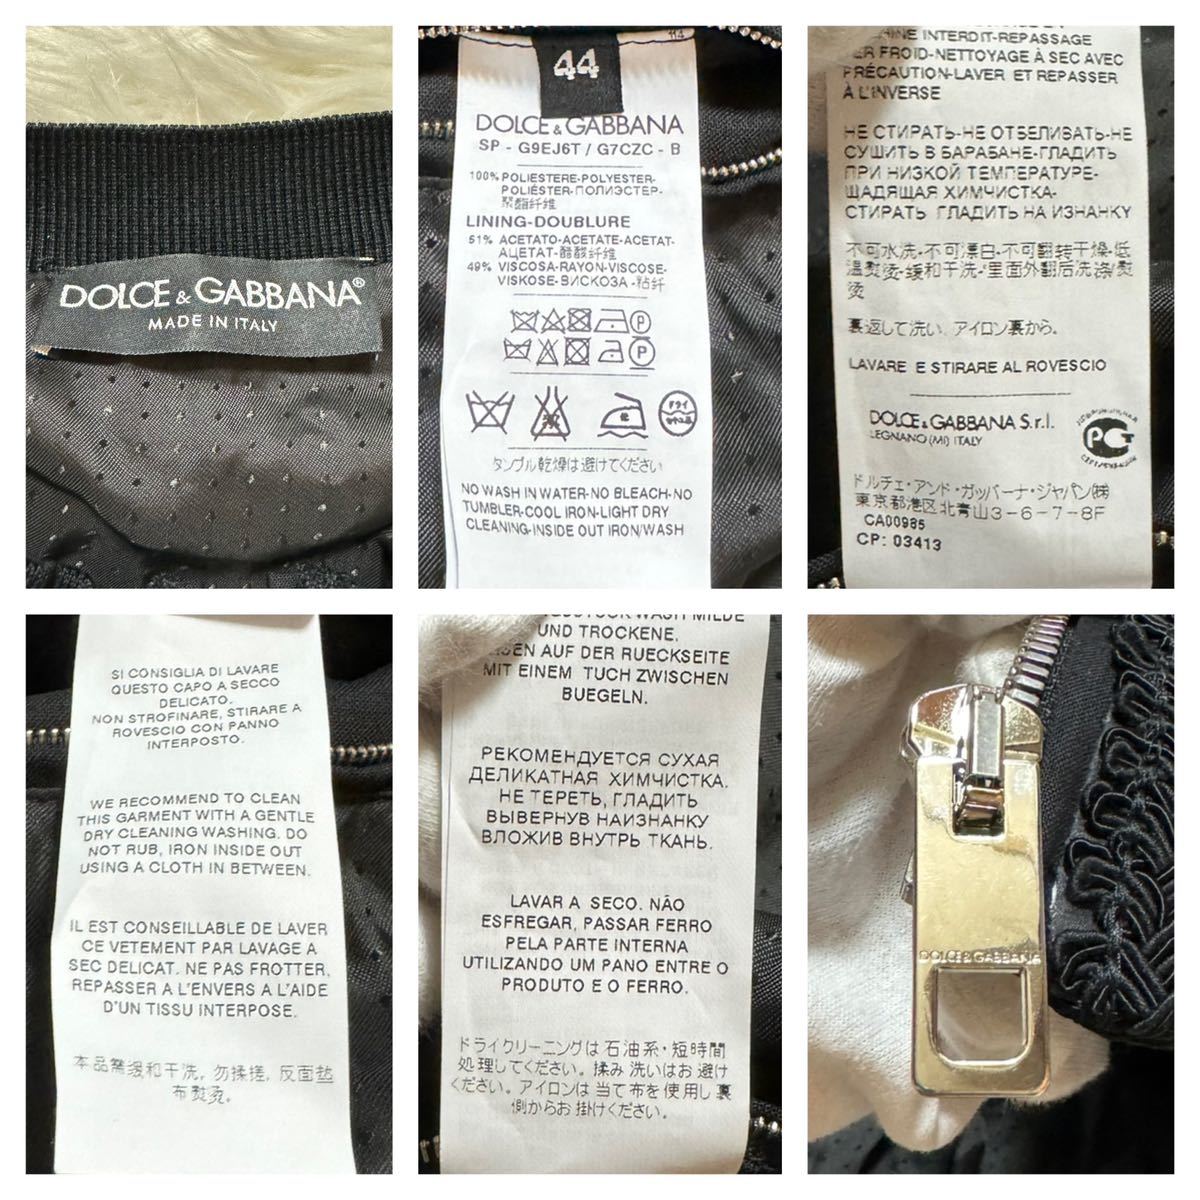 DOLCE & GABBANA®
MADE IN ITALY
44
114
DOLCE & GABBANA
SP - G9EJ6T / G7CZC - B
100% POLIESTERE-POLYESTER-
POLIÉSTER-ПОЛИЭСТЕР-
聚酯纤维
LINING-DOUBLURE
51% ACETATO-ACETATE-ACETAT-
АЦЕТАТ-醋酸纤维
49% VISCOSA-RAYON-VISCOSE-
VISKOSE-ВИСКОЗА-粘纤
P
P
ドライ
タンブル乾燥は避けてください
NO WASH IN WATER-NO BLEACH-NO
TUMBLER-COOL IRON-LIGHT DRY
CLEANING-INSIDE OUT IRON/WASH
INTERDIT-REPASSAGE
FER FROID-NETTOYAGE À SEC AVEC
PRÉCAUTION-LAVER ET REPASSER
À L'INVERSE
НЕ СТИРАТЬ-НЕ ОТБЕЛИВАТЬ-НЕ
СУШИТЬ В БАРАБАНЕ-ГЛАДИТЬ
ПРИ НИЗКОЙ ТЕМПЕРАТУРЕ-
ЩАДЯЩАЯ ХИМЧИСТКА-
СТИРАТЬ ГЛАДИТЬ НА ИЗНАНКУ
不可水洗-不可漂白-不可翻转干燥-低
温熨烫-缓和干洗-里面外翻后洗涤/熨
烫
裏返して洗い、アイロン裏から。
LAVARE E STIRARE AL ROVESCIO
DOLCE & GABBANA S.r.l.
LEGNANO (MI) ITALY
ドルチェ・アンド・ガッバーナ・ジャパン㈱
東京都港区北青山3-6-7-8F
CA00985
CP: 03413
SI CONSIGLIA DI LAVARE
QUESTO CAPO A SECCO
DELICATO.
NON STROFINARE, STIRARE A
ROVESCIO CON PANNO
INTERPOSTO.
WE RECOMMEND TO CLEAN
THIS GARMENT WITH A GENTLE
DRY CLEANING WASHING. DO
NOT RUB, IRON INSIDE OUT
USING A CLOTH IN BETWEEN.
IL EST CONSEILLABLE DE LAVER
CE VETEMENT PAR LAVAGE A
SEC DELICAT. NE PAS FROTTER,
REPASSER A L'ENVERS A L'AIDE
D'UN TISSU INTERPOSE.
本品需缓和干洗，勿揉搓，反面垫
布熨烫。
WASH MILDE
UND TROCKENE.
AUF DER RUECKSEITE
MIT EINEM TUCH ZWISCHEN
BUEGELN.
РЕКОМЕНДУЕТСЯ СУХАЯ
ДЕЛИКАТНАЯ ХИМЧИСТКА.
НЕ ТЕРЕТЬ, ГЛАДИТЬ
ВЫВЕРНУВ НАИЗНАНКУ
ВЛОЖИВ ВНУТРЬ ТКАНЬ.
LAVAR A SECO. NÃO
ESFREGAR, PASSAR FERRO
PELA PARTE INTERNA
UTILIZANDO UM PANO ENTRE O
PRODUTO E O FERRO.
ドライクリーニングは石油系・短時間
処理してください。揉み洗いはお避け
ください。アイロンは当て布を使用し裏
側からお掛けください。
DOLCE&GABBANA